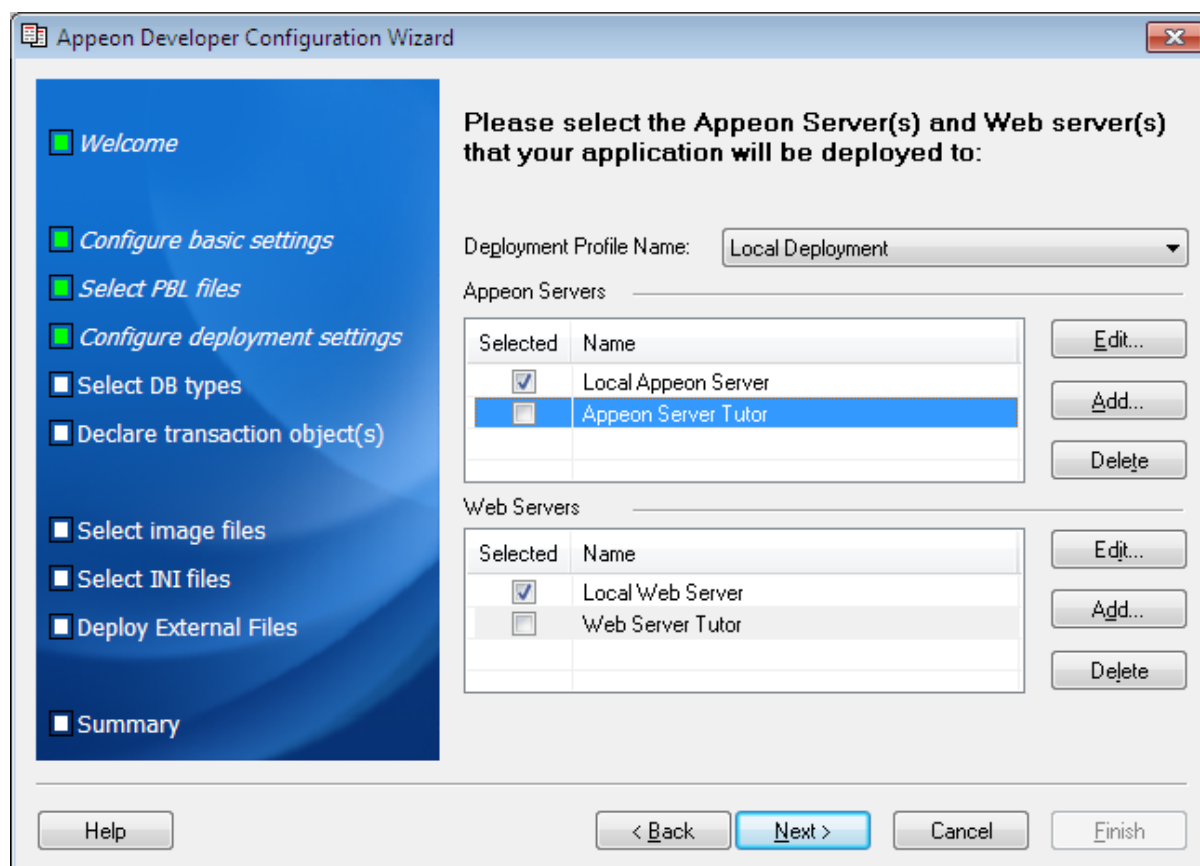 Appeon Developer Configuration Wizard
Welcome
Configure basic settings
Select PBL files
Configure deployment settings
Select DB types
Declare transaction object(s)
Select image files
Select INI files
Deploy External Files
Summary
Please select the Appeon Server(s) and Web server(s)
that your application will be deployed to:
Deployment Profile Name: Local Deployment
Appeon Servers
Selected Name
Local Appeon Server
Appeon Server Tutor
Edit...
Add...
Delete
Web Servers
Selected Name
Local Web Server
Web Server Tutor
Edit...
Add...
Delete
Help < Back Next > Cancel Finish